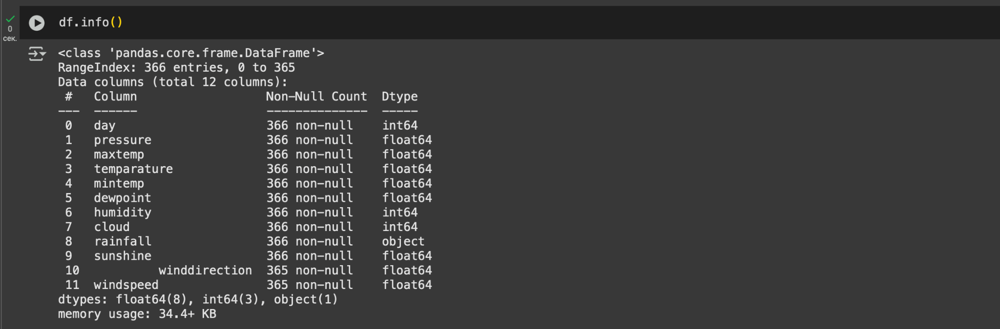 df.info()
0
сек.
<class 'pandas.core.frame.DataFrame'>
RangeIndex: 366 entries, 0 to 365
Data columns (total 12 columns):
 #   Column                  Non-Null Count  Dtype
---  ------                  --------------  -----
 0   day                     366 non-null    int64
 1   pressure                366 non-null    float64
 2   maxtemp                 366 non-null    float64
 3   temparature             366 non-null    float64
 4   mintemp                 366 non-null    float64
 5   dewpoint                366 non-null    float64
 6   humidity                366 non-null    int64
 7   cloud                   366 non-null    int64
 8   rainfall                366 non-null    object
 9   sunshine                366 non-null    float64
 10           winddirection  365 non-null    float64
 11  windspeed               365 non-null    float64
dtypes: float64(8), int64(3), object(1)
memory usage: 34.4+ KB